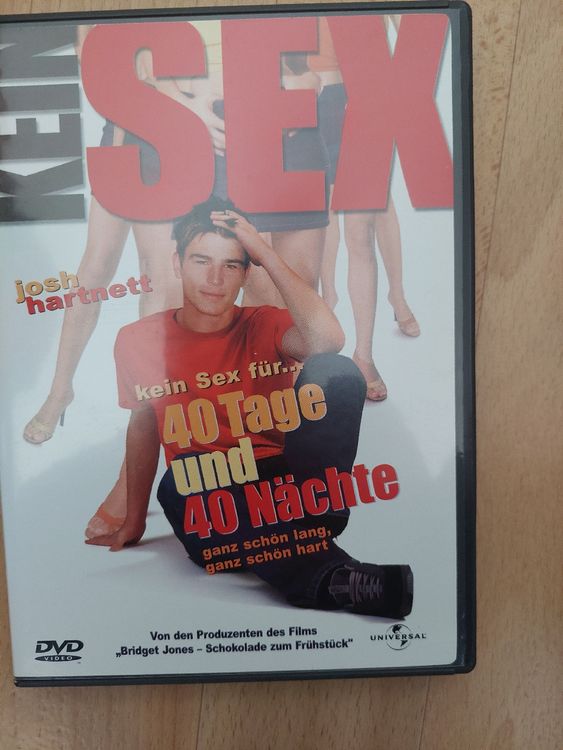 KEIN
SEX
josh
hartnett
kein Sex für...
40 Tage
und
40 Nächte
ganz schön lang,
ganz schön hart
Von den Produzenten des Films
„Bridget Jones – Schokolade zum Frühstück"
DVD
VIDEO
UNIVERSAL